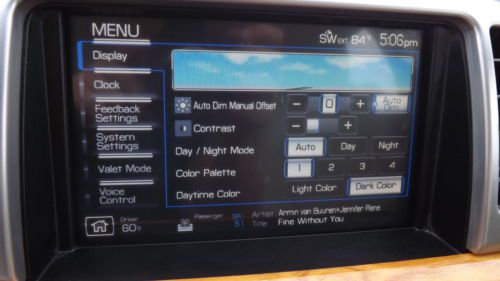 MENU
SW EXT 84°F 5:06pm
Display
Clock
Feedback Settings
System Settings
Valet Mode
Voice Control
Auto Dim Manual Offset
− 0 +
Auto Dim
Contrast
− +
Day / Night Mode
Auto Day Night
Color Palette
1 2 3 4
Daytime Color
Light Color Dark Color
Driver
60°F
Passenger
SAT
51
Artist Armin van Buuren+Jennifer Rene
Title Fine Without You